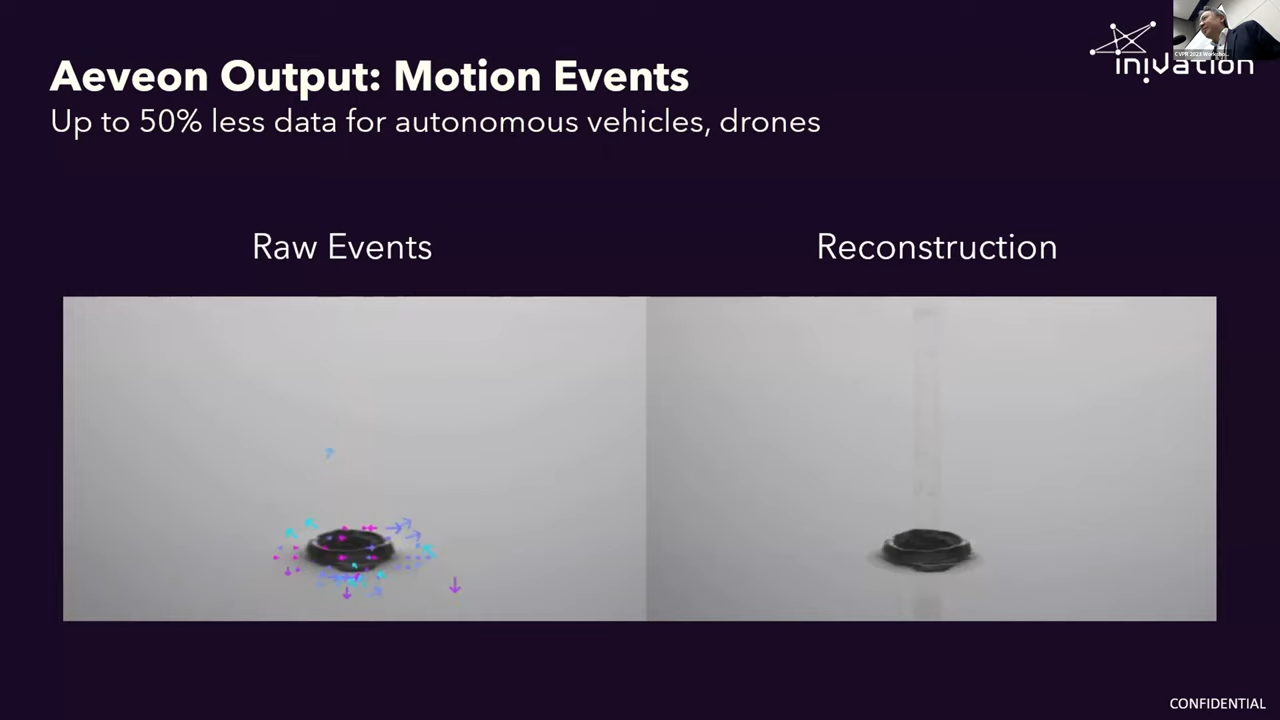 Aeveon Output: Motion Events
Up to 50% less data for autonomous vehicles, drones
inivation
Raw Events
Reconstruction
CONFIDENTIAL